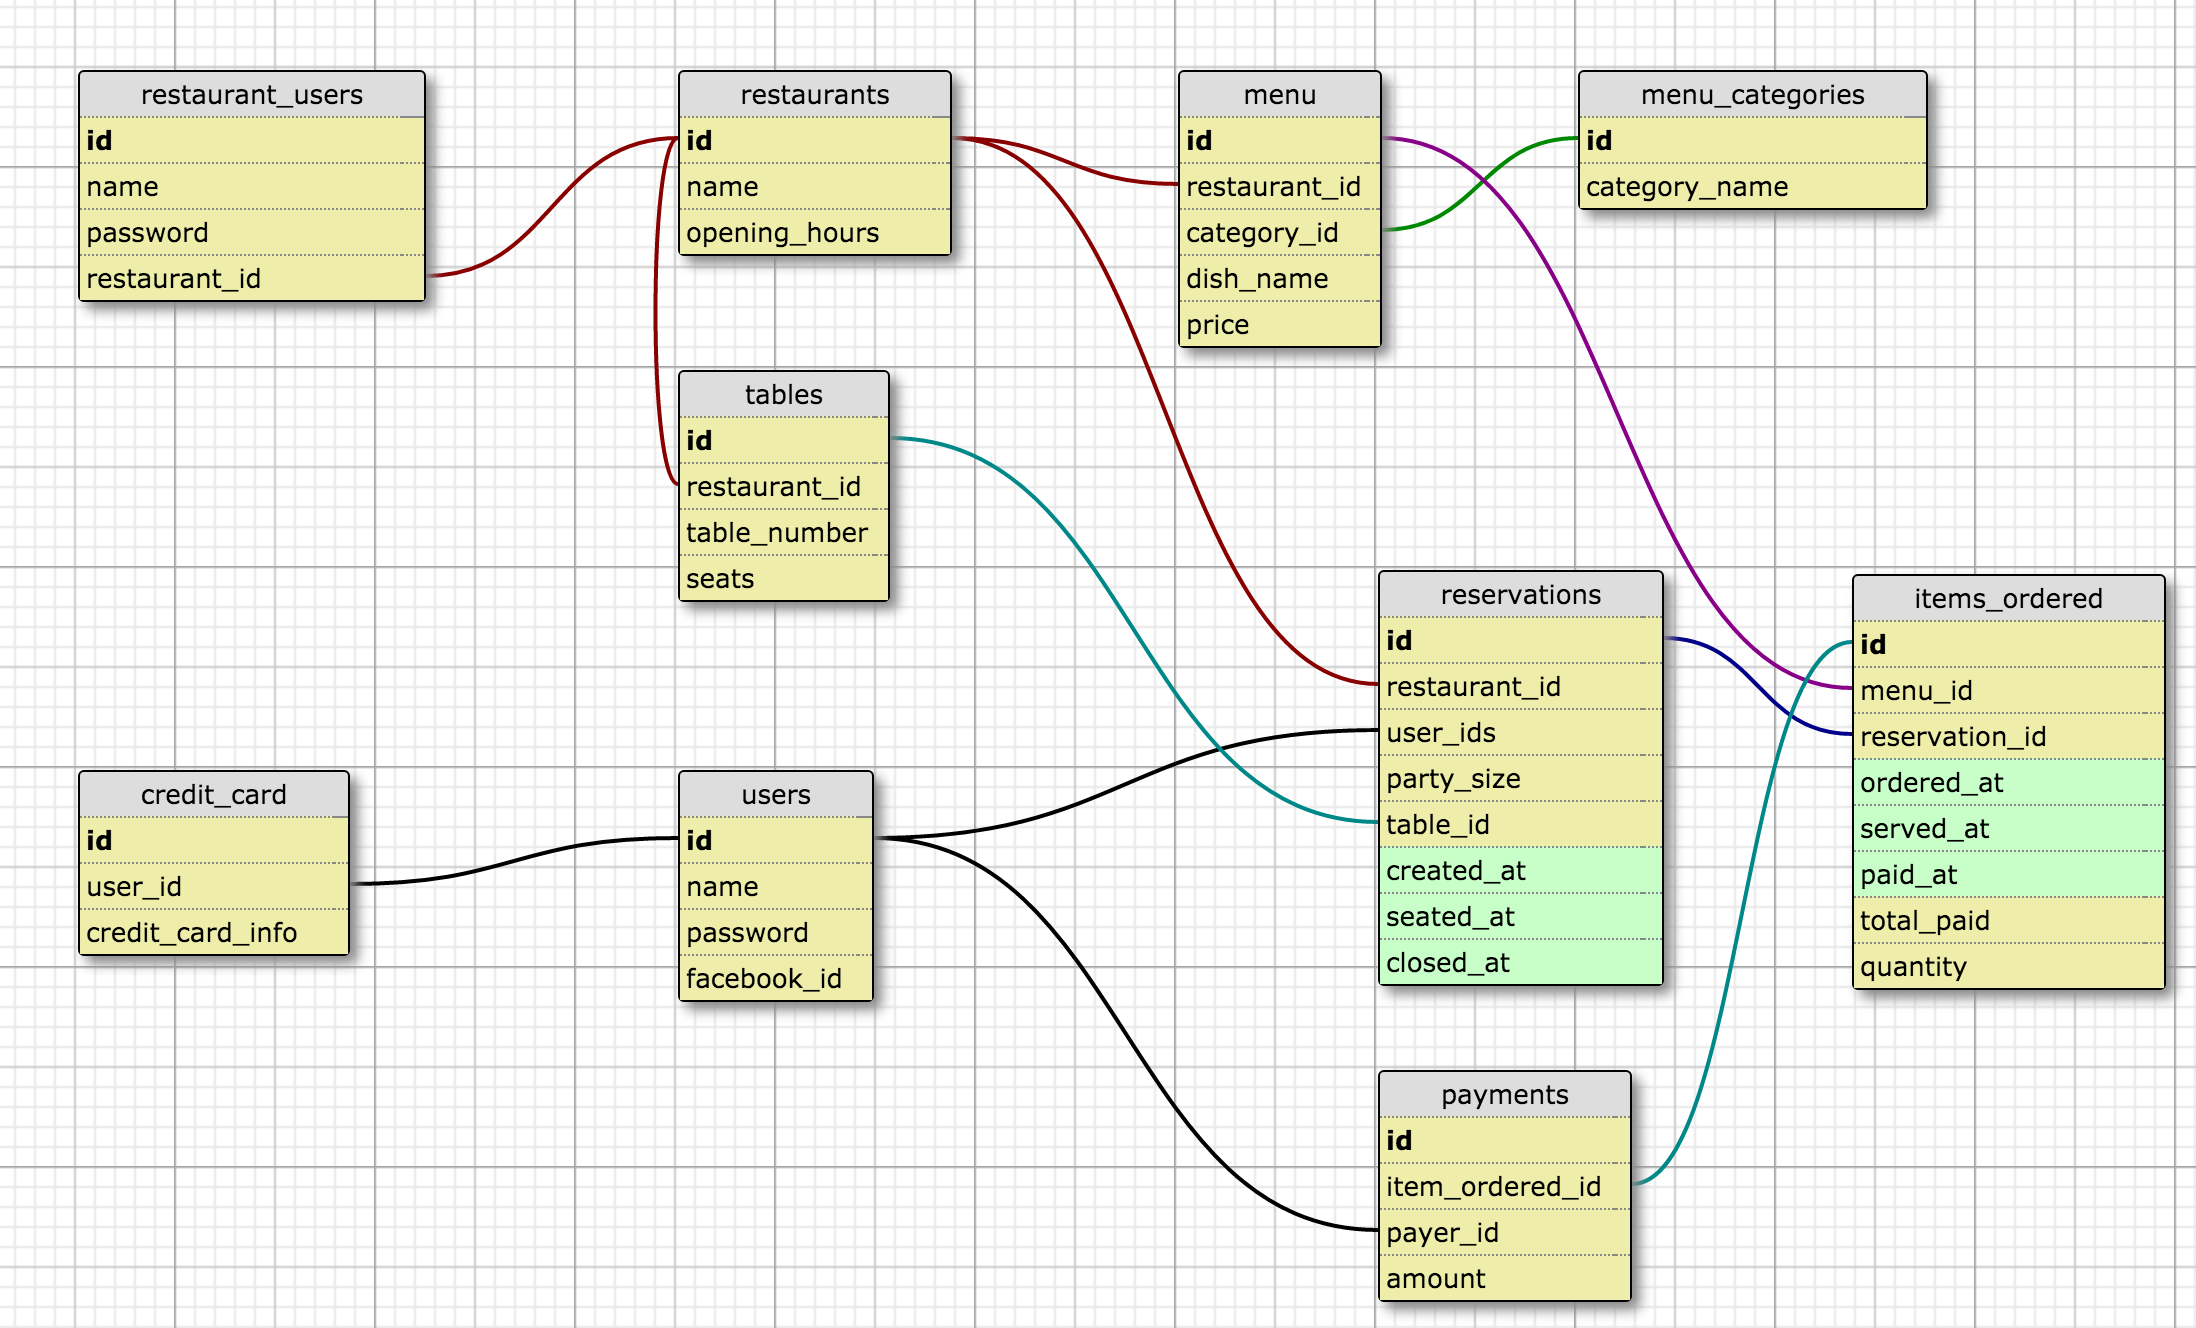 restaurant_users
id
name
password
restaurant_id
restaurants
id
name
opening_hours
menu
id
restaurant_id
category_id
dish_name
price
menu_categories
id
category_name
tables
id
restaurant_id
table_number
seats
reservations
id
restaurant_id
user_ids
party_size
table_id
created_at
seated_at
closed_at
items_ordered
id
menu_id
reservation_id
ordered_at
served_at
paid_at
total_paid
quantity
credit_card
id
user_id
credit_card_info
users
id
name
password
facebook_id
payments
id
item_ordered_id
payer_id
amount